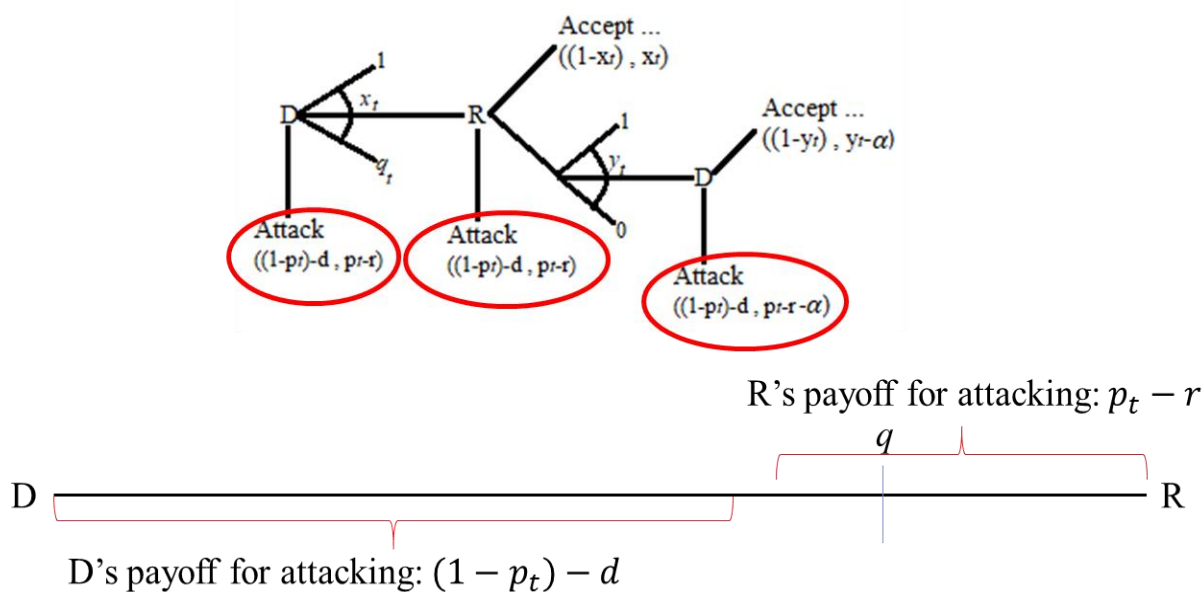 Accept ...
((1-xt) , xt)
1
D
xt
R
qt
1
yt
0
D
Accept ...
((1-yt) , yt-α)
Attack
((1-pt)-d , pt-r)
Attack
((1-pt)-d , pt-r)
Attack
((1-pt)-d , pt-r-α)
R’s payoff for attacking: pt − r
q
D
R
D’s payoff for attacking: (1 − pt) − d